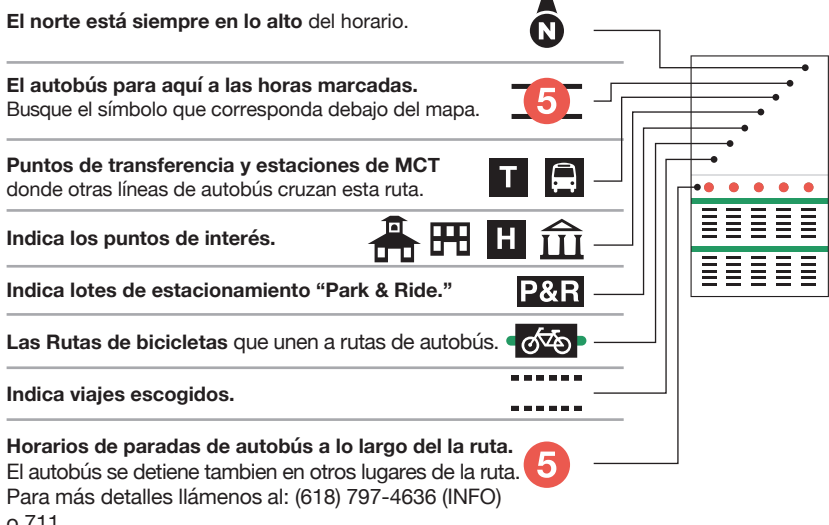 El norte está siempre en lo alto del horario.
N
El autobús para aquí a las horas marcadas.
Busque el símbolo que corresponda debajo del mapa.
5
Puntos de transferencia y estaciones de MCT
donde otras líneas de autobús cruzan esta ruta.
T
Indica los puntos de interés.
H
Indica lotes de estacionamiento “Park & Ride.”
P&R
Las Rutas de bicicletas que unen a rutas de autobús.
Indica viajes escogidos.
Horarios de paradas de autobús a lo largo del la ruta.
El autobús se detiene tambien en otros lugares de la ruta.
5
Para más detalles llámenos al: (618) 797-4636 (INFO)
o 711